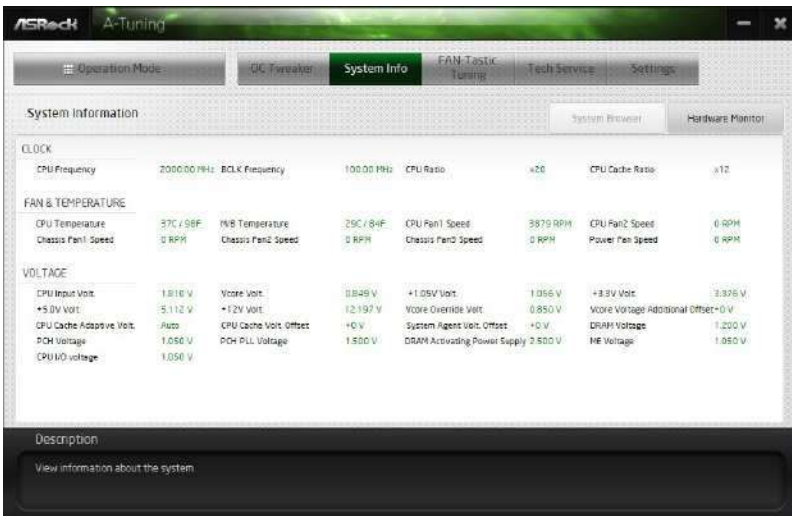 ASRock A-Tuning
Operation Mode OC Tweaker System Info FAN-Tastic Tuning Tech Service Settings
System Information System Browser Hardware Monitor
CLOCK
CPU Frequency 2000.00 MHz BCLK Frequency 100.00 MHz CPU Ratio x20 CPU Cache Ratio x12
FAN & TEMPERATURE
CPU Temperature 37C / 98F M/B Temperature 29C / 84F CPU Fan1 Speed 3879 RPM CPU Fan2 Speed 0 RPM
Chassis Fan1 Speed 0 RPM Chassis Fan2 Speed 0 RPM Chassis Fan3 Speed 0 RPM Power Fan Speed 0 RPM
VOLTAGE
CPU Input Volt. 1.810 V Vcore Volt. 0.849 V +1.05V Volt. 1.056 V +3.3V Volt. 3.376 V
+5.0V Volt. 5.112 V +12V Volt. 12.197 V Vcore Override Volt. 0.850 V Vcore Voltage Additional Offset +0 V
CPU Cache Adaptive Volt. Auto CPU Cache Volt. Offset +0 V System Agent Volt. Offset +0 V DRAM Voltage 1.200 V
PCH Voltage 1.050 V PCH PLL Voltage 1.500 V DRAM Activating Power Supply 2.500 V ME Voltage 1.050 V
CPU I/O voltage 1.050 V
Description
View information about the system